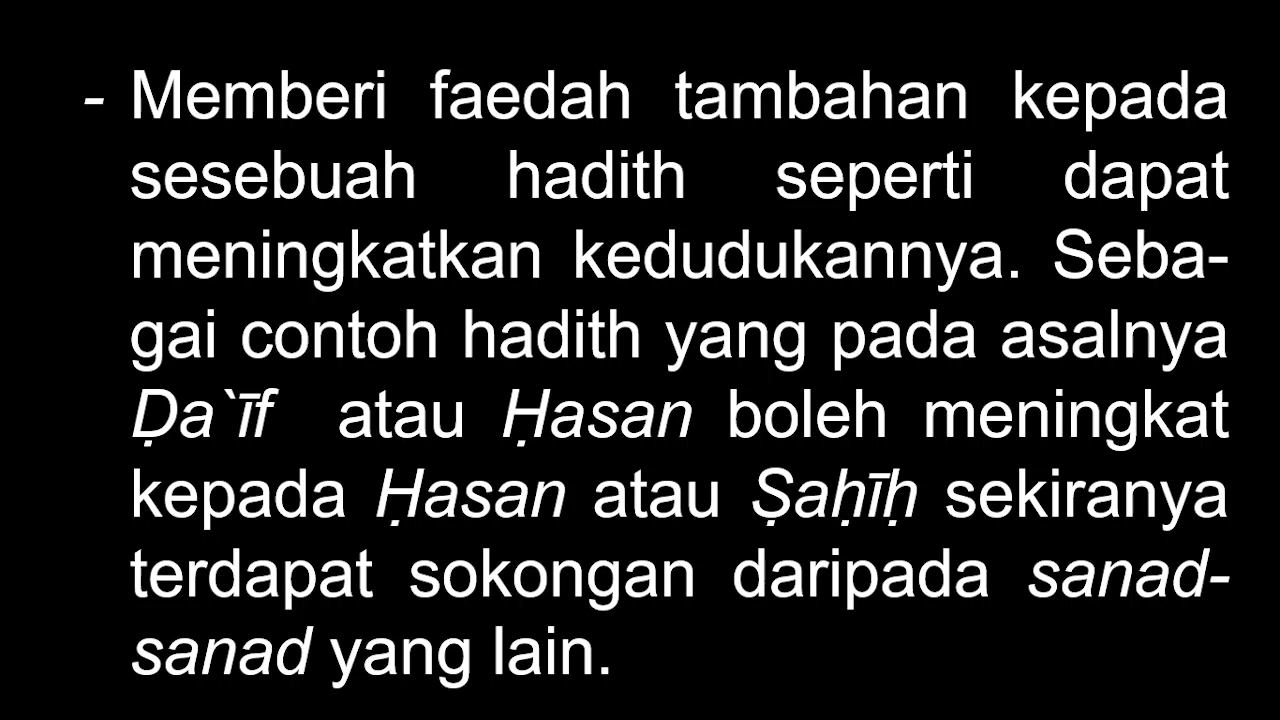 - Memberi faedah tambahan kepada
sesebuah hadith seperti dapat
meningkatkan kedudukannya. Seba-
gai contoh hadith yang pada asalnya
Ḍa`īf atau Ḥasan boleh meningkat
kepada Ḥasan atau Ṣaḥīḥ sekiranya
terdapat sokongan daripada sanad-
sanad yang lain.